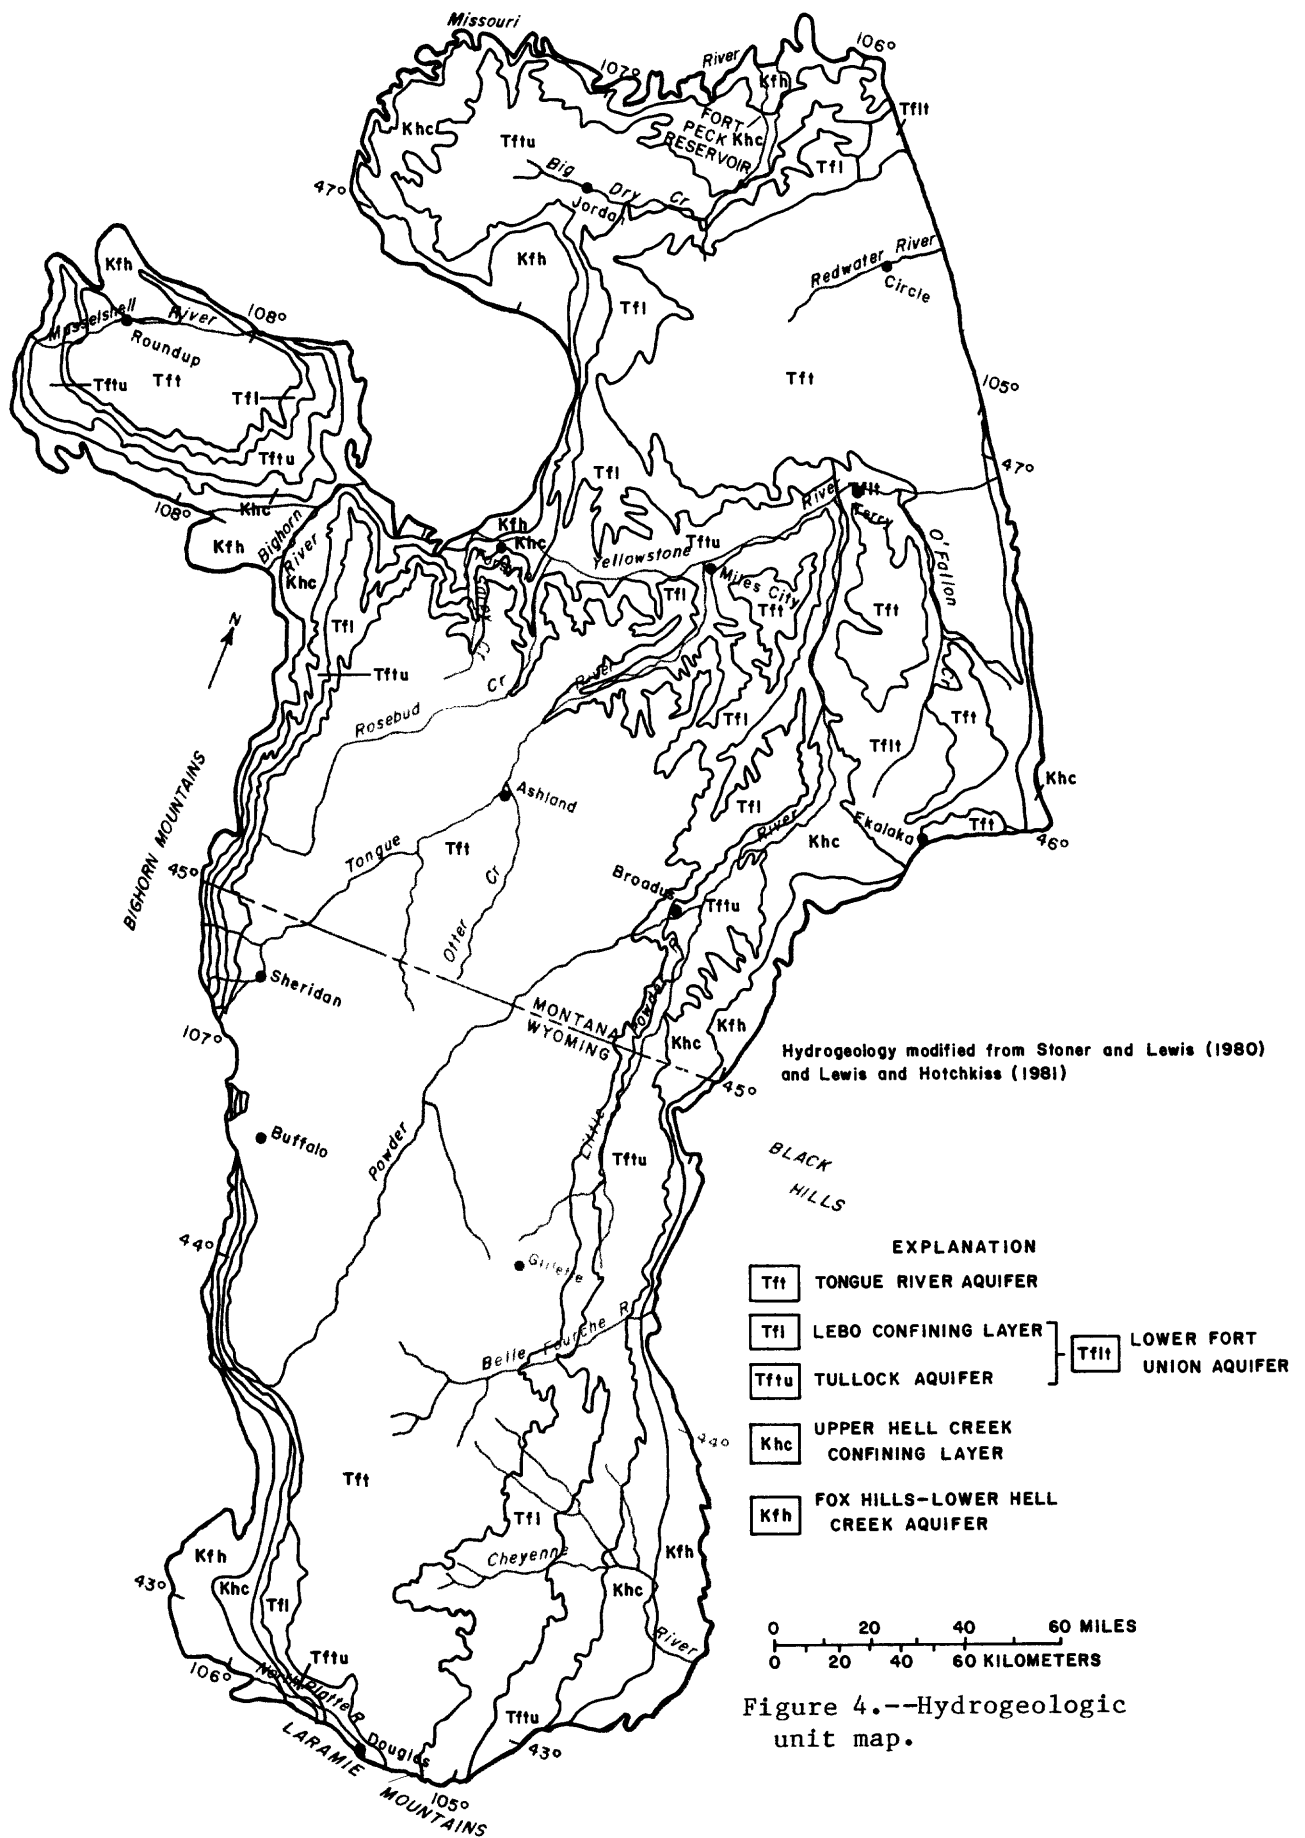 Missouri
River
106°
107°
Kfh
Tflt
Khc
FORT
PECK
Khc
RESERVOIR
Tftu
Tfl
Big
Dry
Cr
47°
Jordan
Kfh
Redwater River
Circle
Kfh
Tfl
Musselshell
River
108°
Roundup
Tft
Tftu
Tft
Tfl
105°
Tftu
Tfl
47°
River
Tflt
Terry
108°
Khc
Kfh
Khc
Bighorn
River
Kfh
Yellowstone
Tftu
O'Fallon
Cr
Miles City
Khc
Tfl
Tft
Tft
N
Tfl
Cr
Tftu
River
Rosebud
Cr
Tfl
Tft
Tflt
BIGHORN MOUNTAINS
Ashland
Tfl
Khc
River
Ekalaka
Tft
Tongue
Tft
Khc
46°
45°
Broadus
Cr
Otter
Tftu
R
Sheridan
Powder
MONTANA
WYOMING
Kfh
107°
Khc
Hydrogeology modified from Stoner and Lewis (1980)
and Lewis and Hotchkiss (1981)
45°
Buffalo
Powder
Little
Tftu
BLACK
HILLS
44°
Gillette
Belle Fourche R
EXPLANATION
Tft TONGUE RIVER AQUIFER
Tfl LEBO CONFINING LAYER
Tflt LOWER FORT
UNION AQUIFER
Tftu TULLOCK AQUIFER
Khc UPPER HELL CREEK
CONFINING LAYER
Kfh FOX HILLS-LOWER HELL
CREEK AQUIFER
44°
Tft
Tfl
Kfh
Cheyenne
Kfh
43°
Khc
Khc
Tfl
River
Tftu
106°
North Platte R
Tftu
LARAMIE
Douglas
43°
MOUNTAINS
105°
0 20 40 60 MILES
0 20 40 60 KILOMETERS
Figure 4.--Hydrogeologic
unit map.